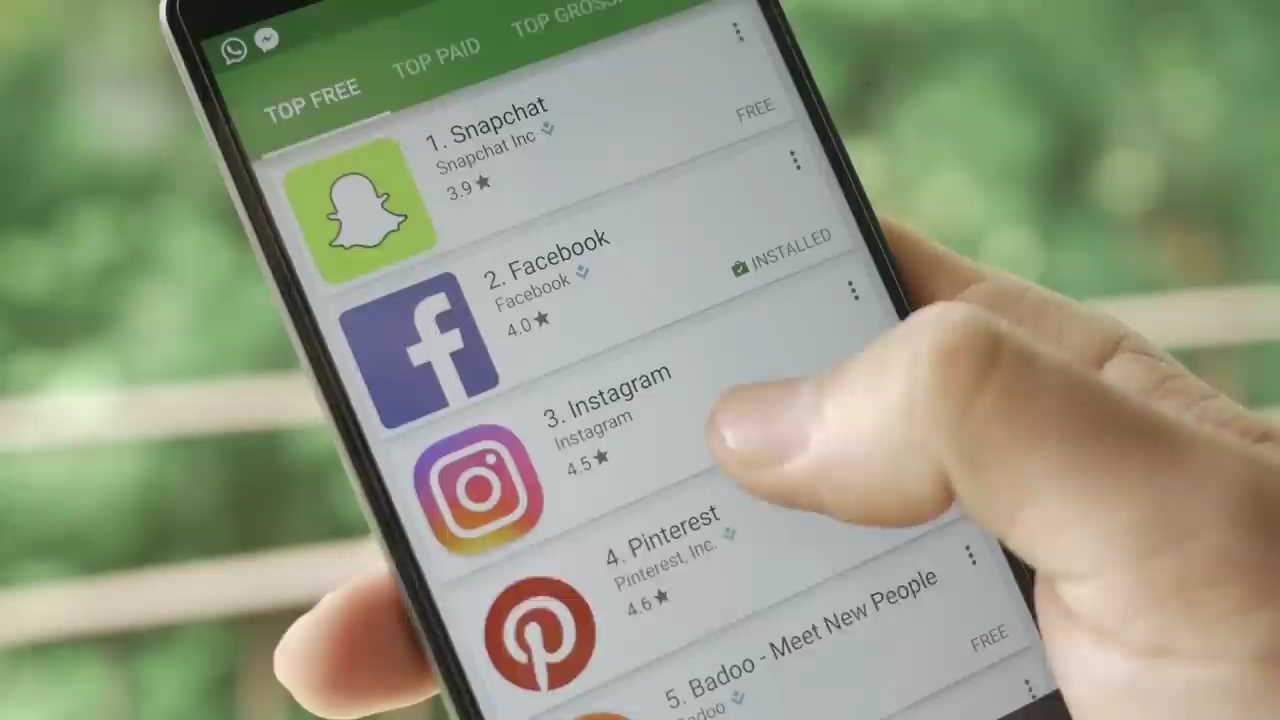 TOP FREE TOP PAID
1. Snapchat
Snapchat Inc
3.9
FREE
2. Facebook
Facebook
4.0
INSTALLED
3. Instagram
Instagram
4.5
4. Pinterest
Pinterest, Inc.
4.6
5. Badoo - Meet New People
FREE